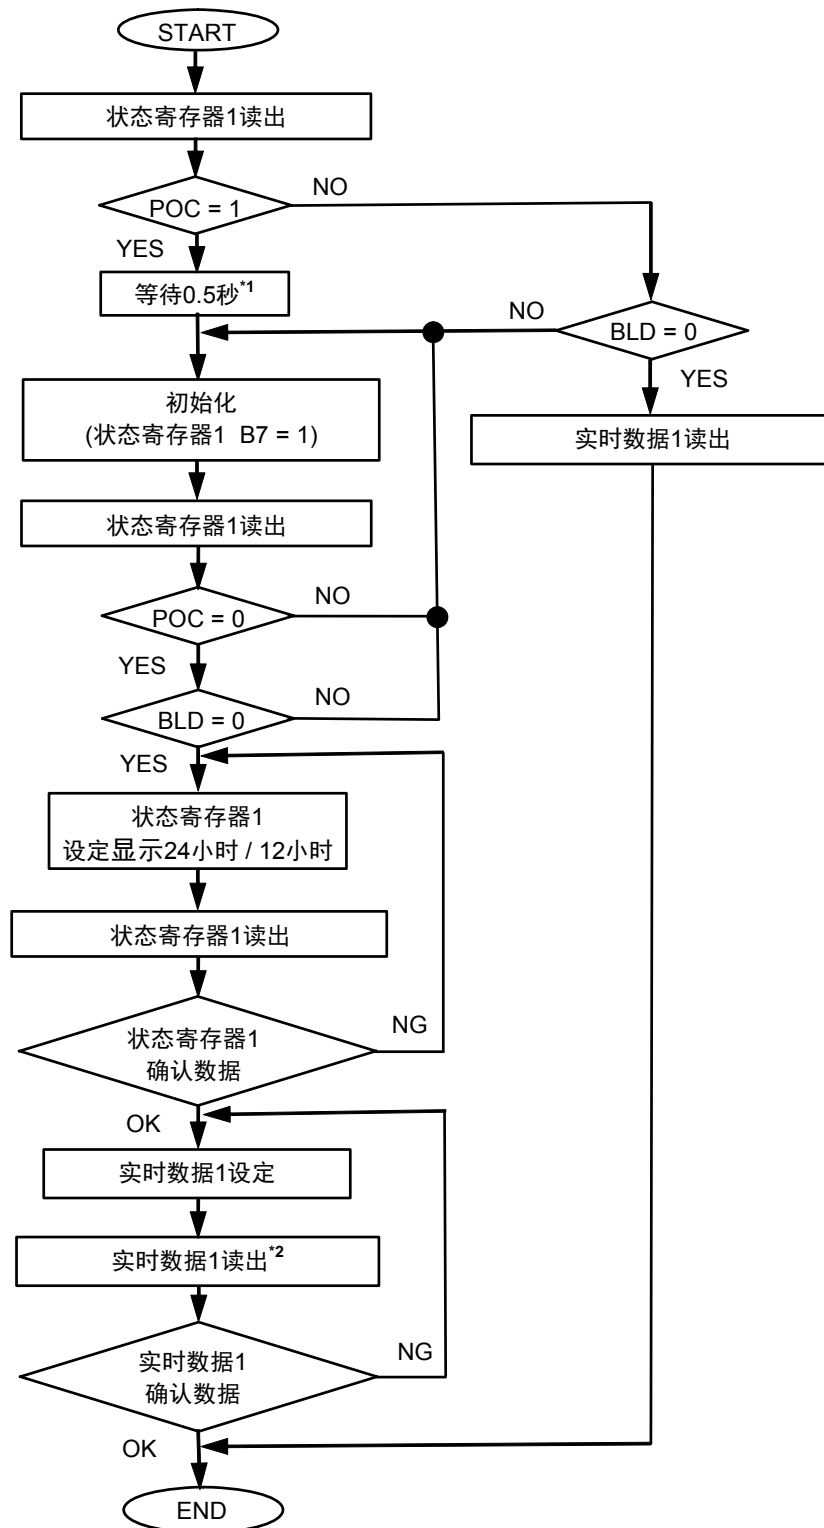 START
状态寄存器1读出
POC = 1
NO
YES
等待0.5秒*1
NO
BLD = 0
YES
初始化
(状态寄存器1 B7 = 1)
实时数据1读出
状态寄存器1读出
POC = 0
NO
YES
BLD = 0
NO
YES
状态寄存器1
设定显示24小时 / 12小时
状态寄存器1读出
状态寄存器1
确认数据
NG
OK
实时数据1设定
实时数据1读出*2
实时数据1
确认数据
NG
OK
END